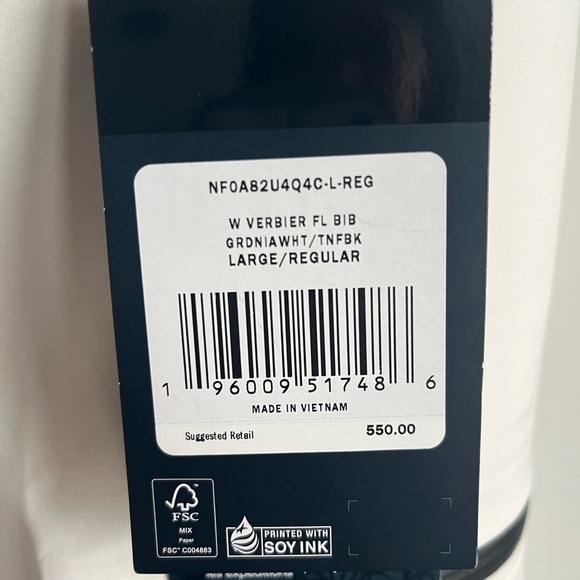 NF0A82U4Q4C-L-REG
W VERBIER FL BIB
GRDNIAWHT/TNFBK
LARGE/REGULAR
1 96009 51748 6
MADE IN VIETNAM
Suggested Retail 550.00
FSC
MIX
Paper
FSC™ C004883
PRINTED WITH
SOY INK